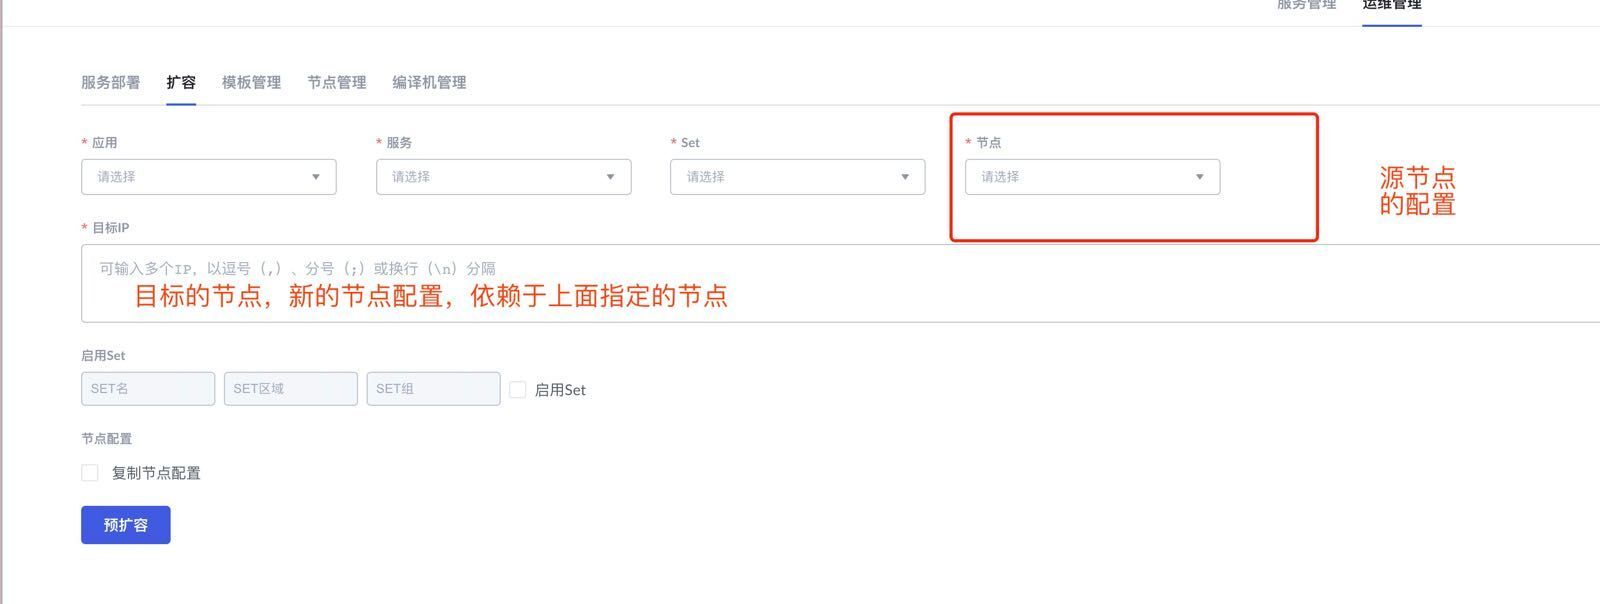 服务管理 运维管理
服务部署 扩容 模板管理 节点管理 编译机管理
* 应用 * 服务 * Set * 节点
请选择 请选择 请选择 请选择
源节点
的配置
* 目标IP
可输入多个IP，以逗号（,）、分号（;）或换行（\n）分隔
目标的节点，新的节点配置，依赖于上面指定的节点
启用Set
SET名 SET区域 SET组 启用Set
节点配置
复制节点配置
预扩容